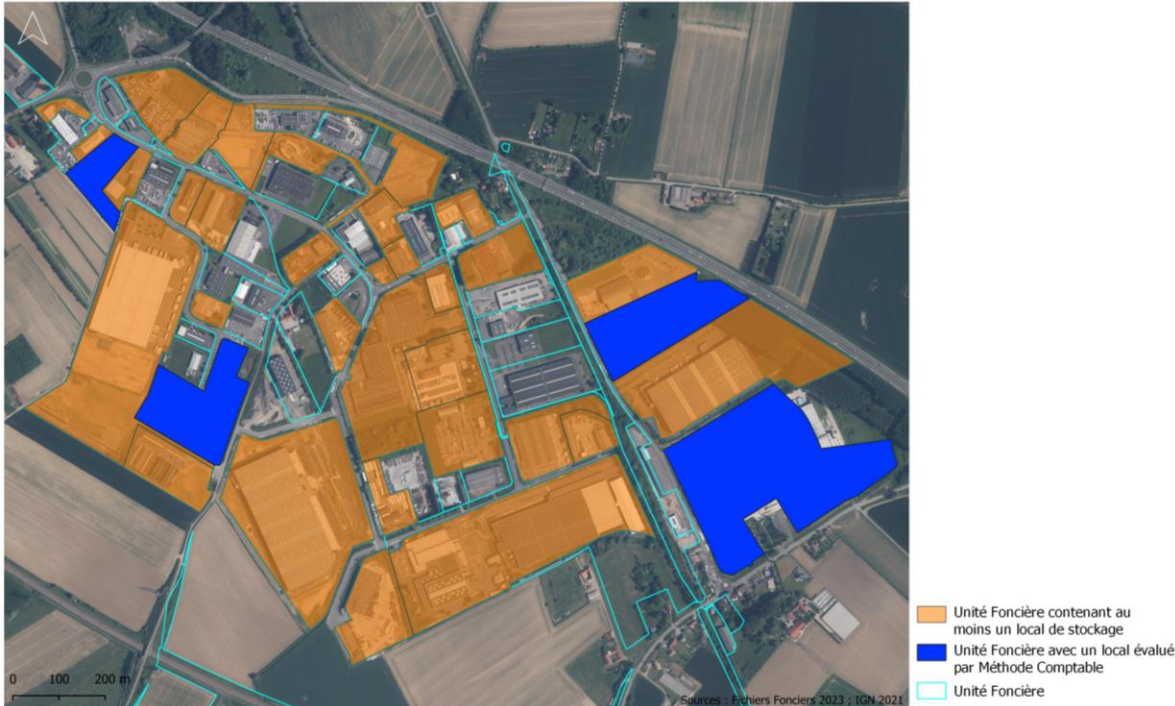 0 100 200 m
Sources : Fichiers Fonciers 2023 ; IGN 2021
Unité Foncière contenant au
moins un local de stockage
Unité Foncière avec un local évalué
par Méthode Comptable
Unité Foncière